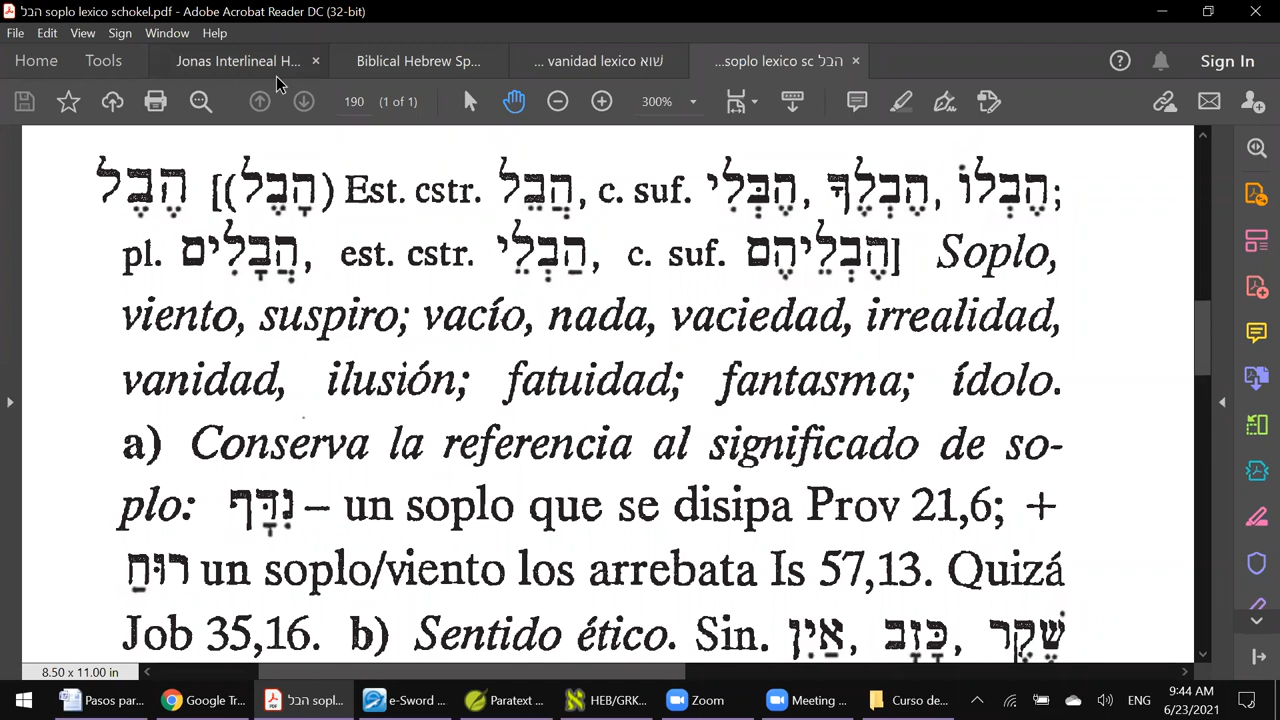 הבל soplo lexico schokel.pdf - Adobe Acrobat Reader DC (32-bit)
File Edit View Sign Window Help
Home Tools Jonas Interlineal H... × Biblical Hebrew Sp... ... vanidad lexico שׁוא ...soplo lexico sc הבל × Sign In
190 (1 of 1) 300%
הֶבֶל [(הָבֶל) Est. cstr. הֲבֵל, c. suf. הֶבְלִי, הֶבְלֶךָ, הֶבְלוֹ;
pl. הֲבָלִים, est. cstr. הַבְלֵי, c. suf. הֶבְלֵיהֶם] Soplo,
viento, suspiro; vacío, nada, vaciedad, irrealidad,
vanidad, ilusión; fatuidad; fantasma; ídolo.
a) Conserva la referencia al significado de so-
plo: נִדָּף – un soplo que se disipa Prov 21,6; +
רוּחַ un soplo/viento los arrebata Is 57,13. Quizá
Job 35,16. b) Sentido ético. Sin. אַיִן, כָּזָב, שֶׁקֶר
8.50 x 11.00 in
Pasos par... Google Tr... הבל sopl... e-Sword ... Paratext ... HEB/GRK... Zoom Meeting ... Curso de... ENG 9:44 AM
6/23/2021